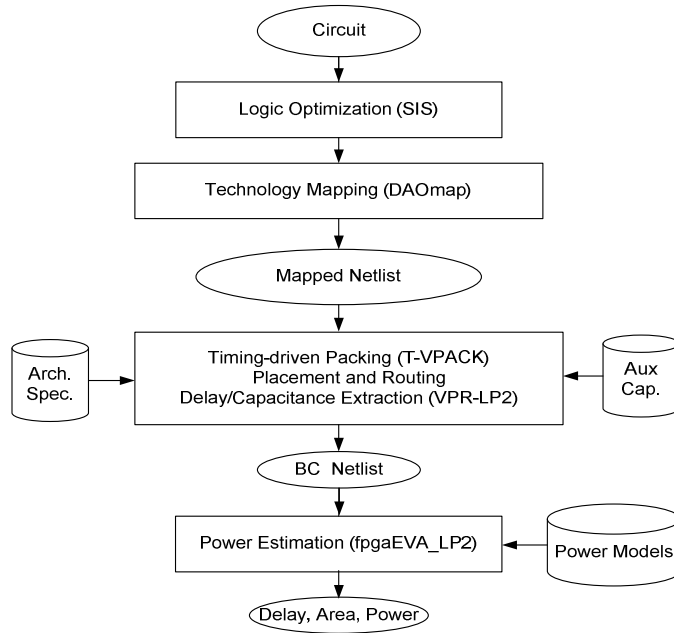 Circuit
Logic Optimization (SIS)
Technology Mapping (DAOmap)
Mapped Netlist
Arch.
Spec.
Timing-driven Packing (T-VPACK)
Placement and Routing
Delay/Capacitance Extraction (VPR-LP2)
Aux
Cap.
BC Netlist
Power Estimation (fpgaEVA_LP2)
Power Models
Delay, Area, Power